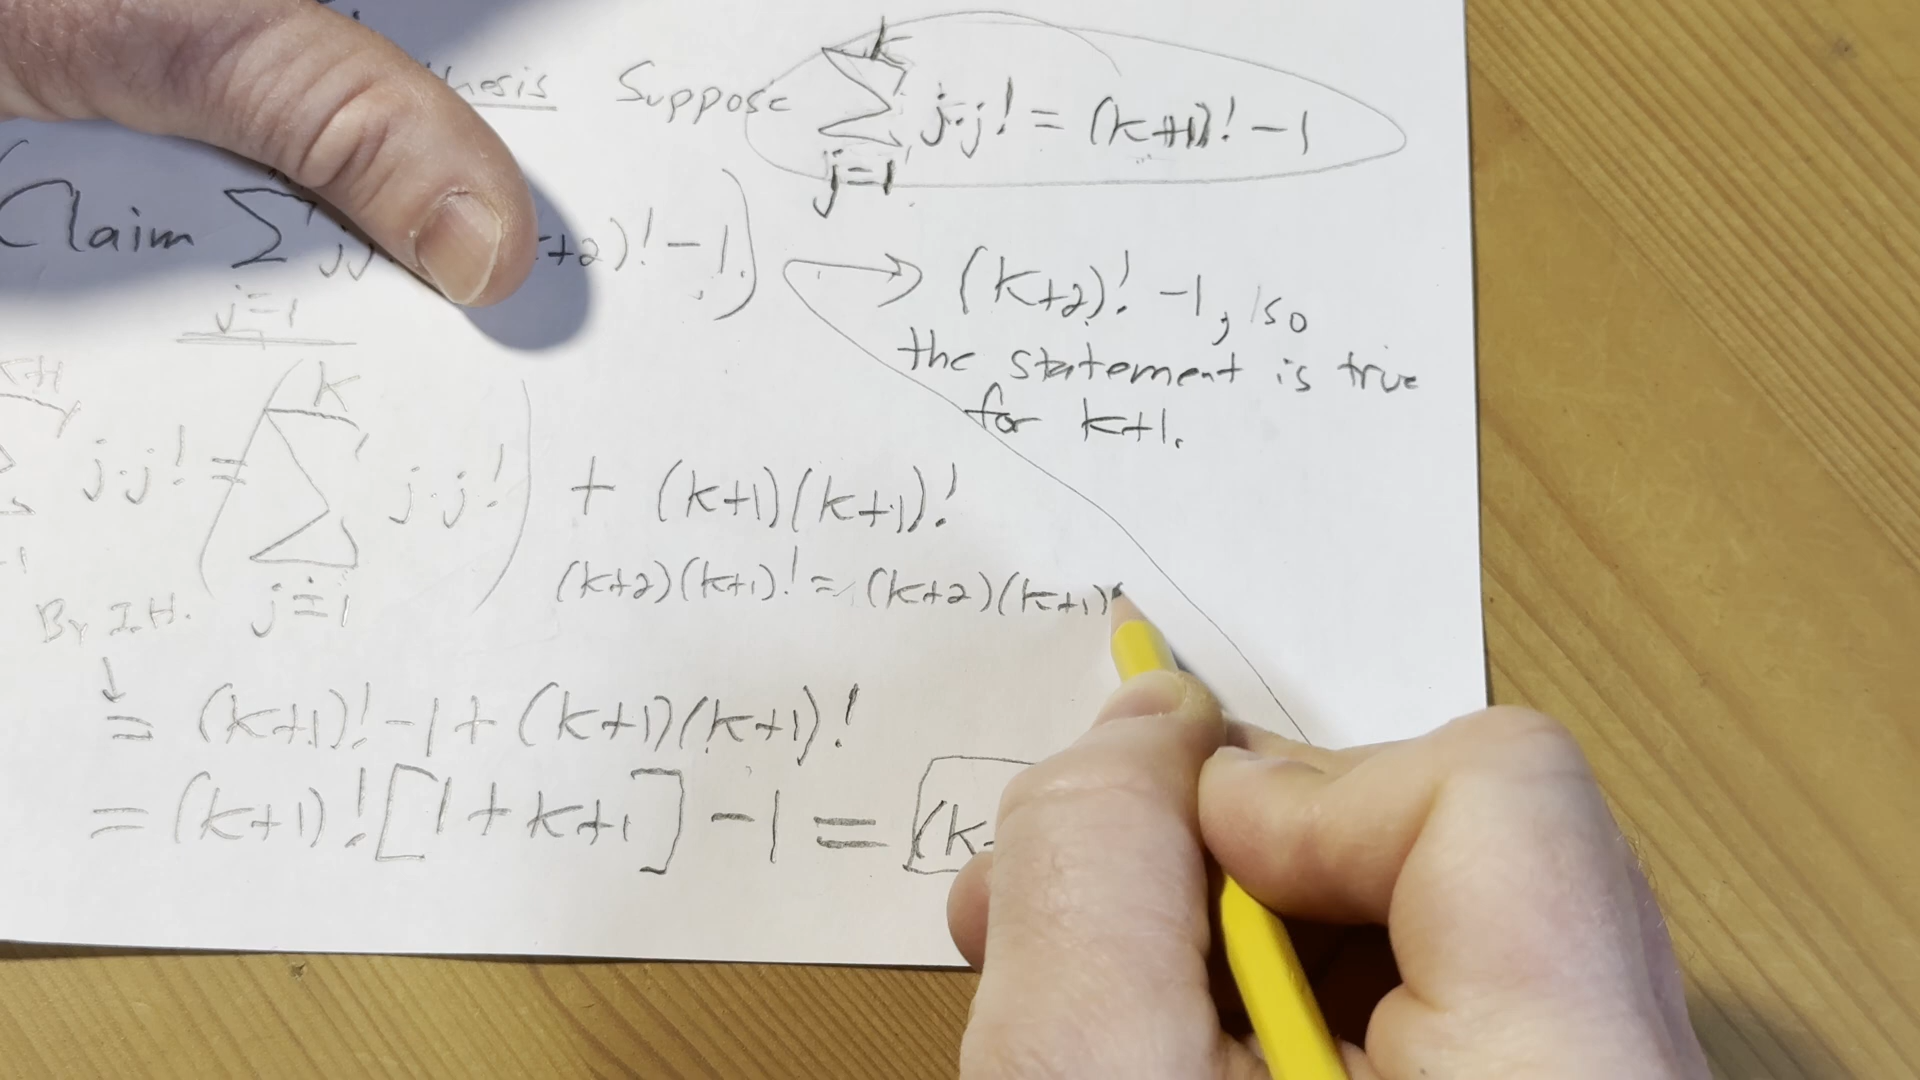 Suppose k∑j=1 j·j! = (k+1)! - 1
Claim ∑j=1 +2)! - 1.)
→ (k+2)! - 1, so
the statement is true
for k+1.
j·j! = (k∑j=1 j·j!) + (k+1)(k+1)!
(k+2)(k+1)! = (k+2)(k+1)
By I.H.
↓
= (k+1)! - 1 + (k+1)(k+1)!
= (k+1)! [1 + k+1] - 1 = (k